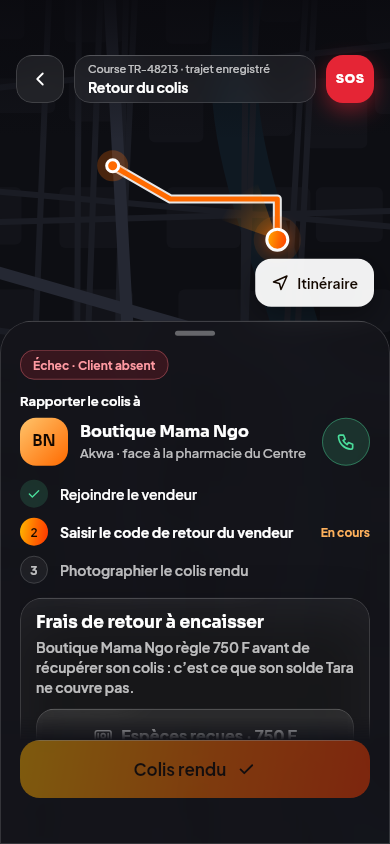 Course TR-48213 · trajet enregistré
Retour du colis
SOS
Itinéraire
Échec · Client absent
Rapporter le colis à
BN
Boutique Mama Ngo
Akwa · face à la pharmacie du Centre
Rejoindre le vendeur
2
Saisir le code de retour du vendeur
En cours
3
Photographier le colis rendu
Frais de retour à encaisser
Boutique Mama Ngo règle 750 F avant de
récupérer son colis : c’est ce que son solde Tara
ne couvre pas.
Espèces reçues · 750 F
Colis rendu